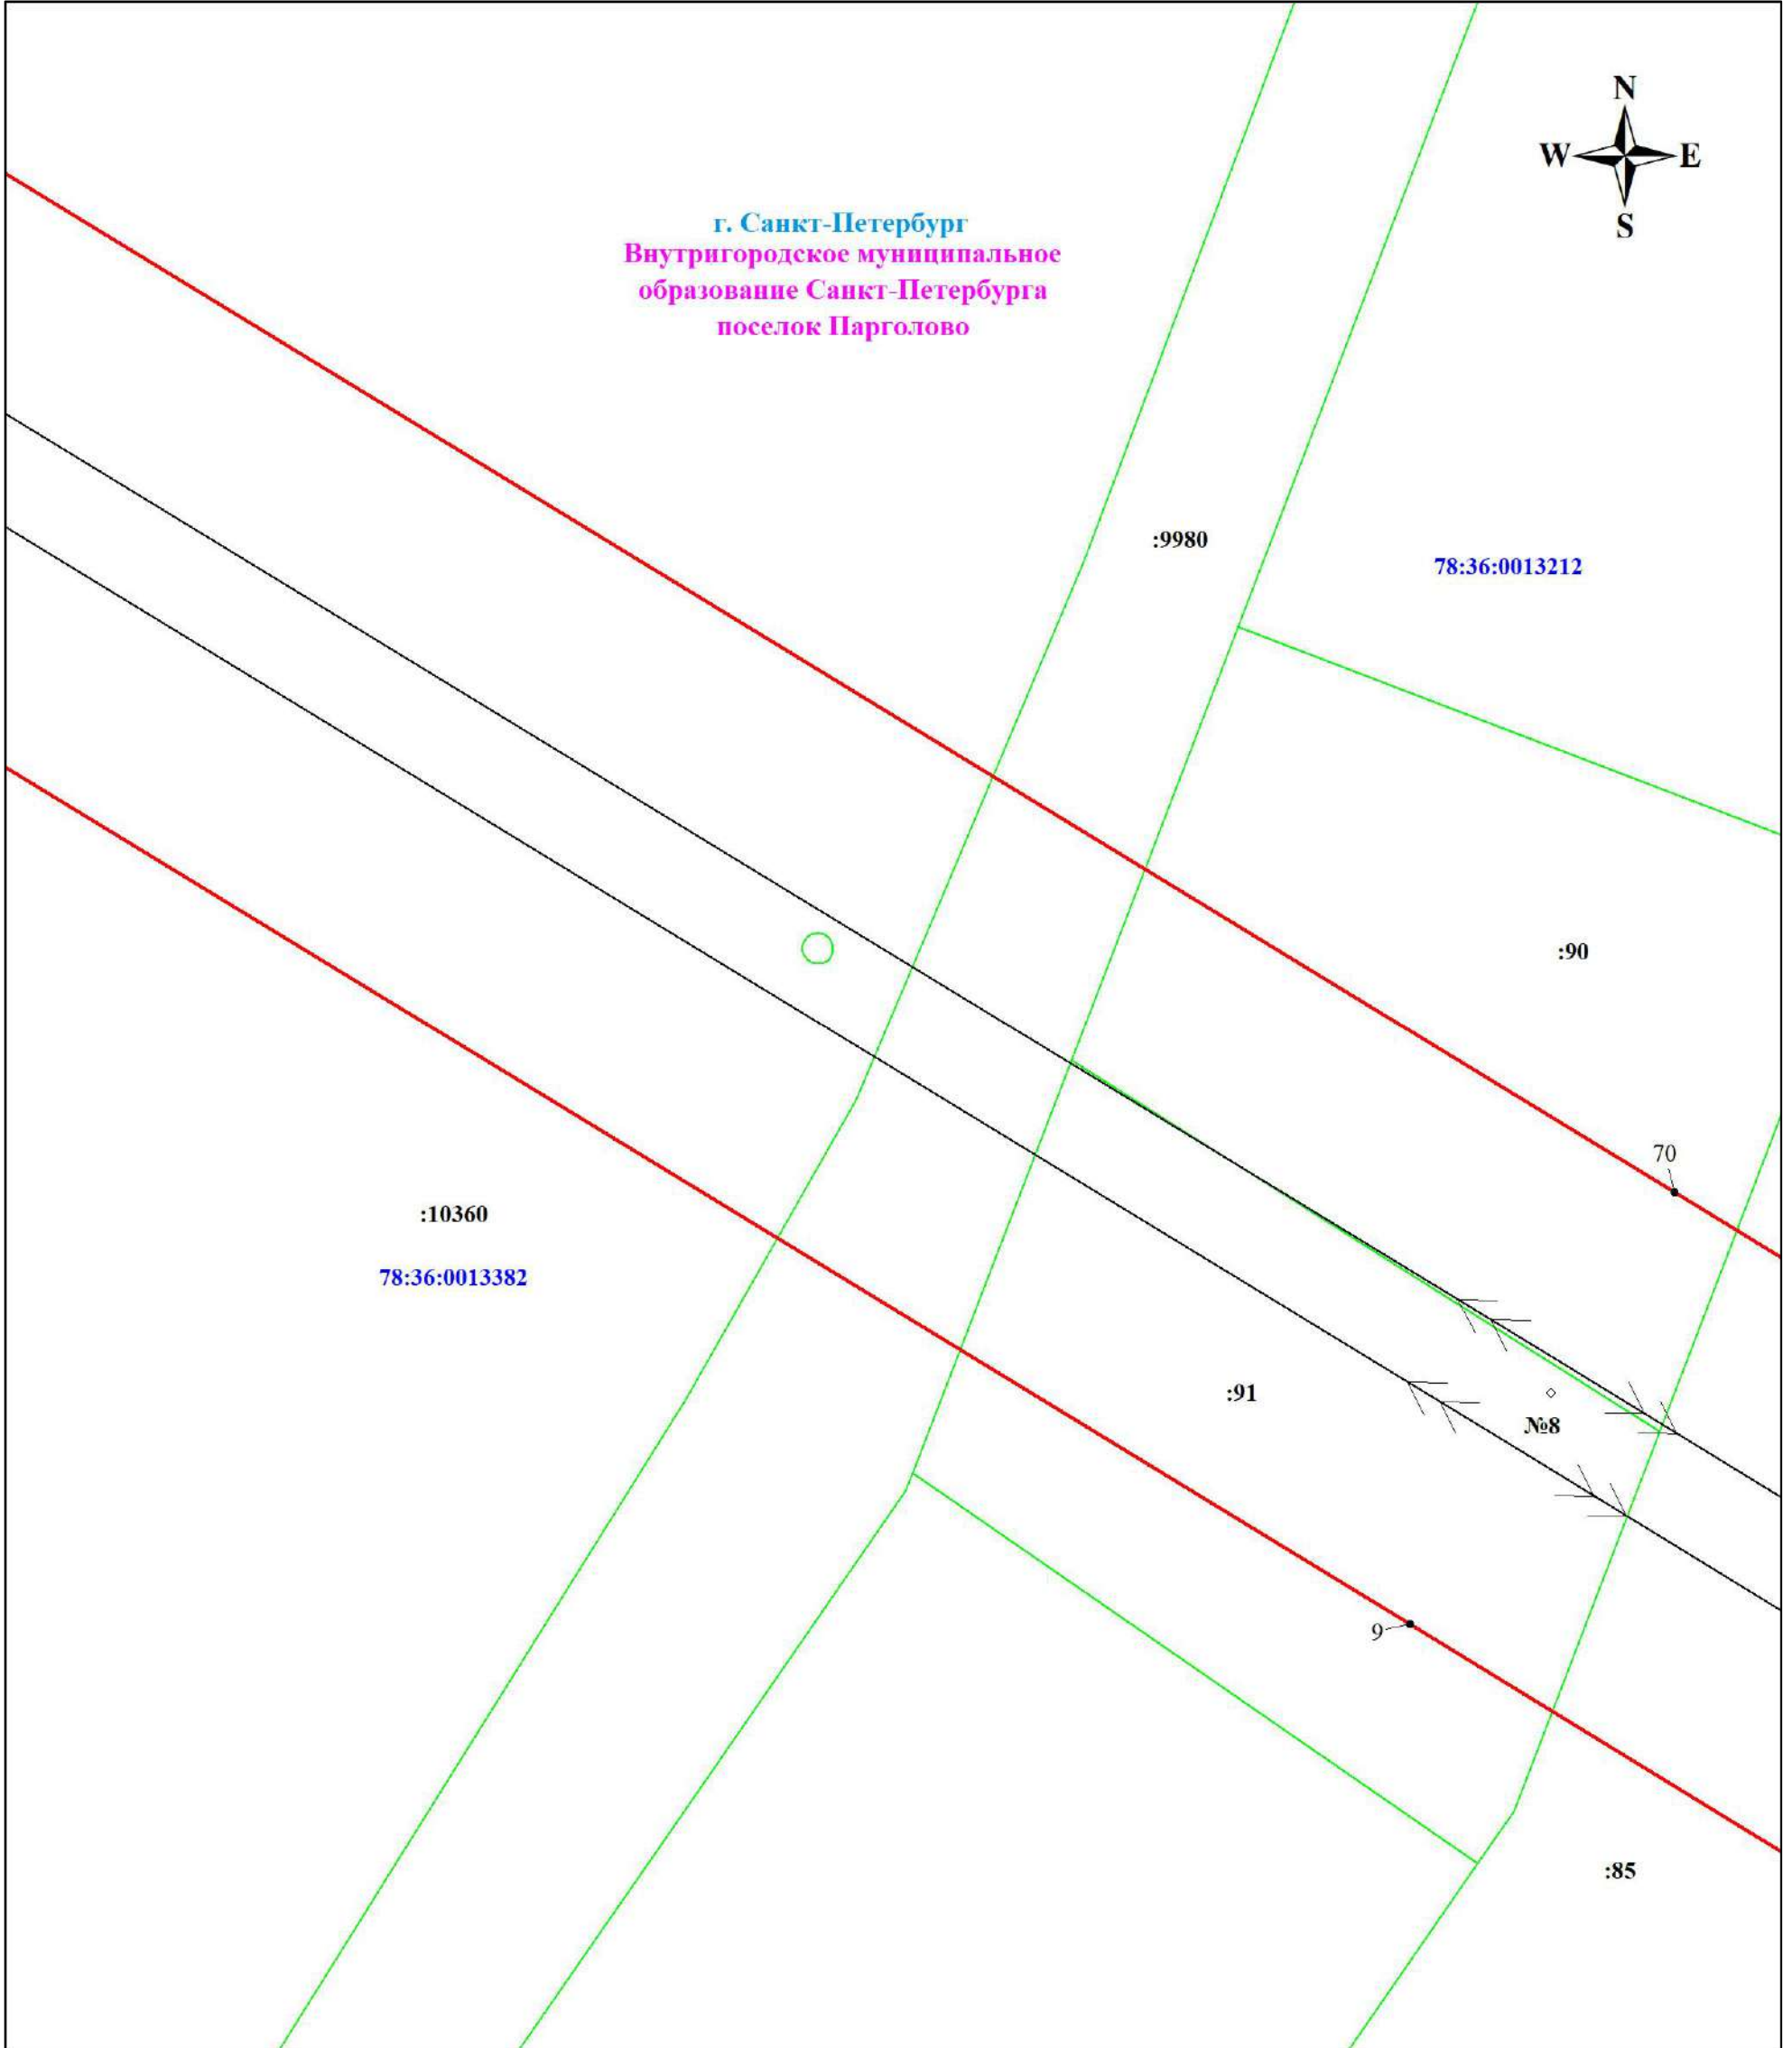 N
W E
S
г. Санкт-Петербург
Внутригородское муниципальное
образование Санкт-Петербурга
поселок Парголово
:9980
78:36:0013212
:90
70
:10360
78:36:0013382
:91
№8
9
:85